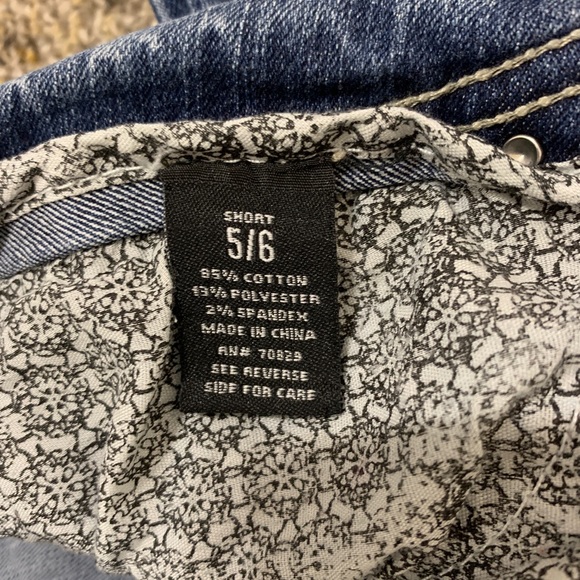 SHORT
5/6
85% COTTON
13% POLYESTER
2% SPANDEX
MADE IN CHINA
RN# 70829
SEE REVERSE
SIDE FOR CARE